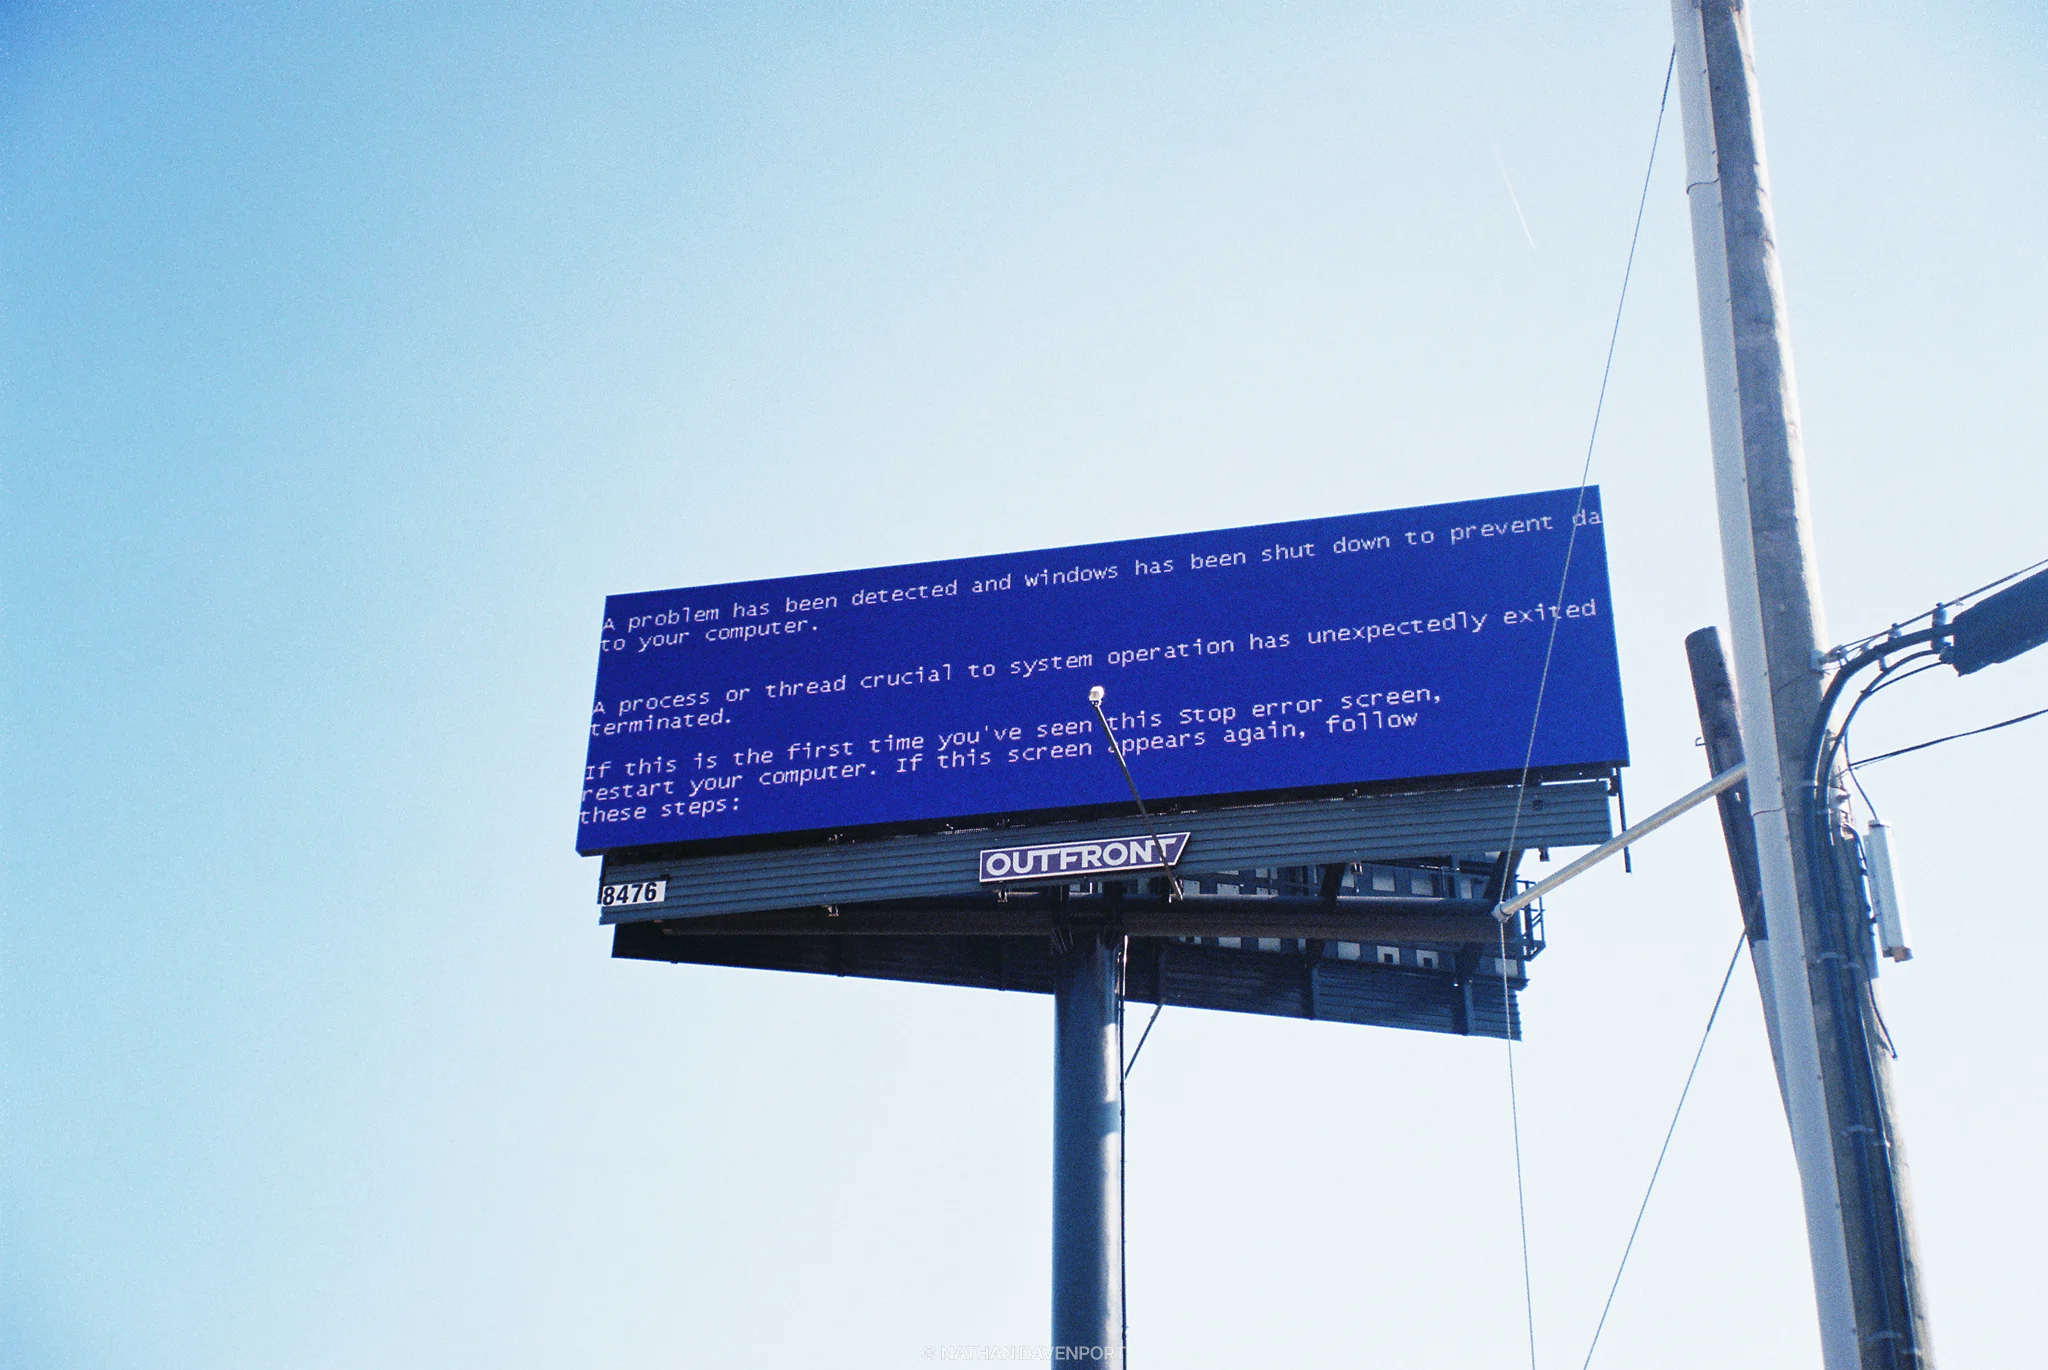 A problem has been detected and windows has been shut down to prevent da
to your computer.
A process or thread crucial to system operation has unexpectedly exited
terminated.
If this is the first time you've seen this Stop error screen,
restart your computer. If this screen appears again, follow
these steps:
OUTFRONT
8476
© NATHAN DAVENPORT